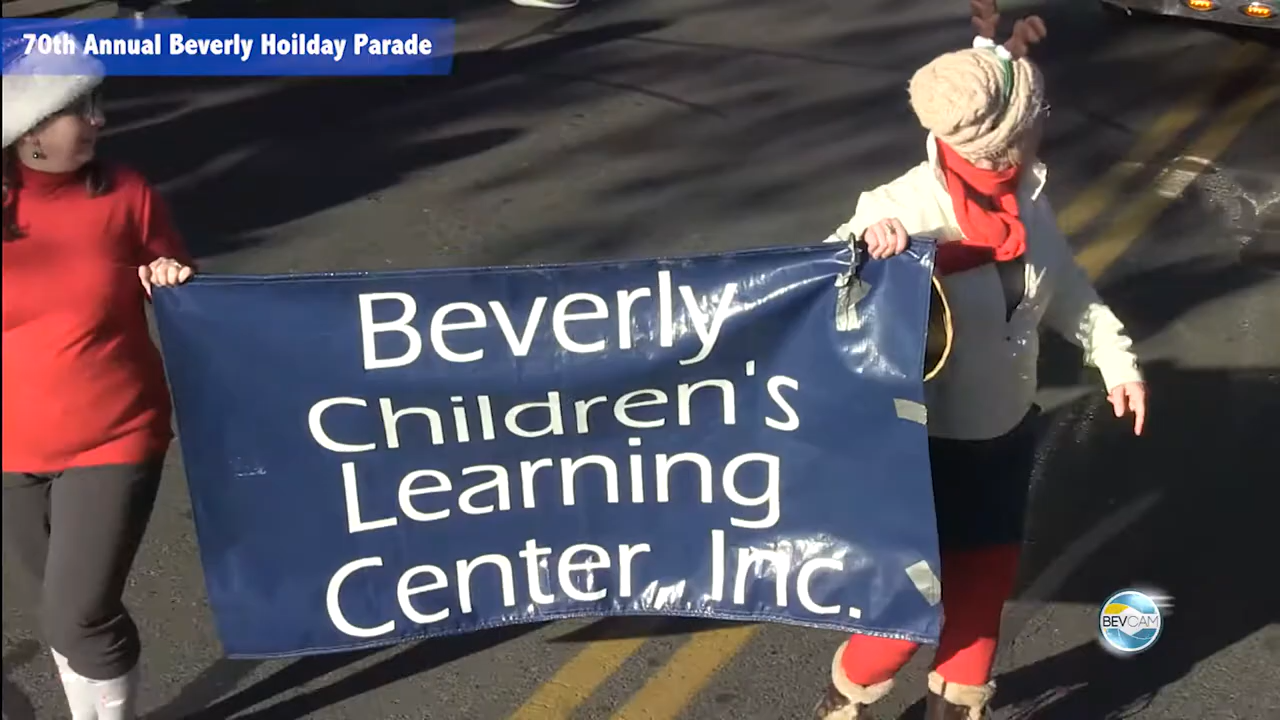 70th Annual Beverly Hoilday Parade
Beverly
Children's
Learning
Center, Inc.
BEVCAM